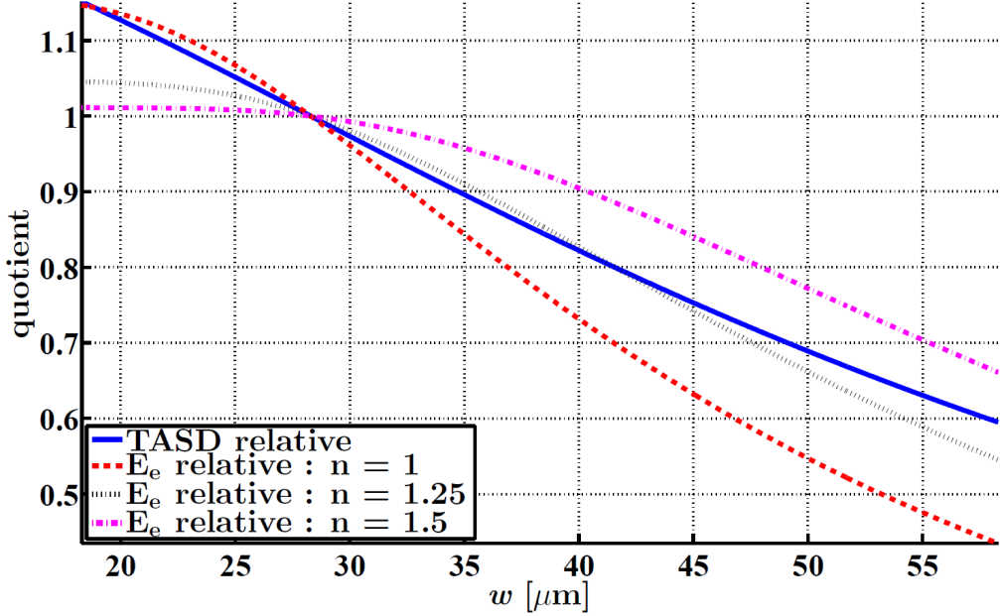 1.1
1
0.9
0.8
0.7
0.6
0.5
quotient
TASD relative
Eₑ relative : n = 1
Eₑ relative : n = 1.25
Eₑ relative : n = 1.5
20 25 30 35 40 45 50 55
w [μm]